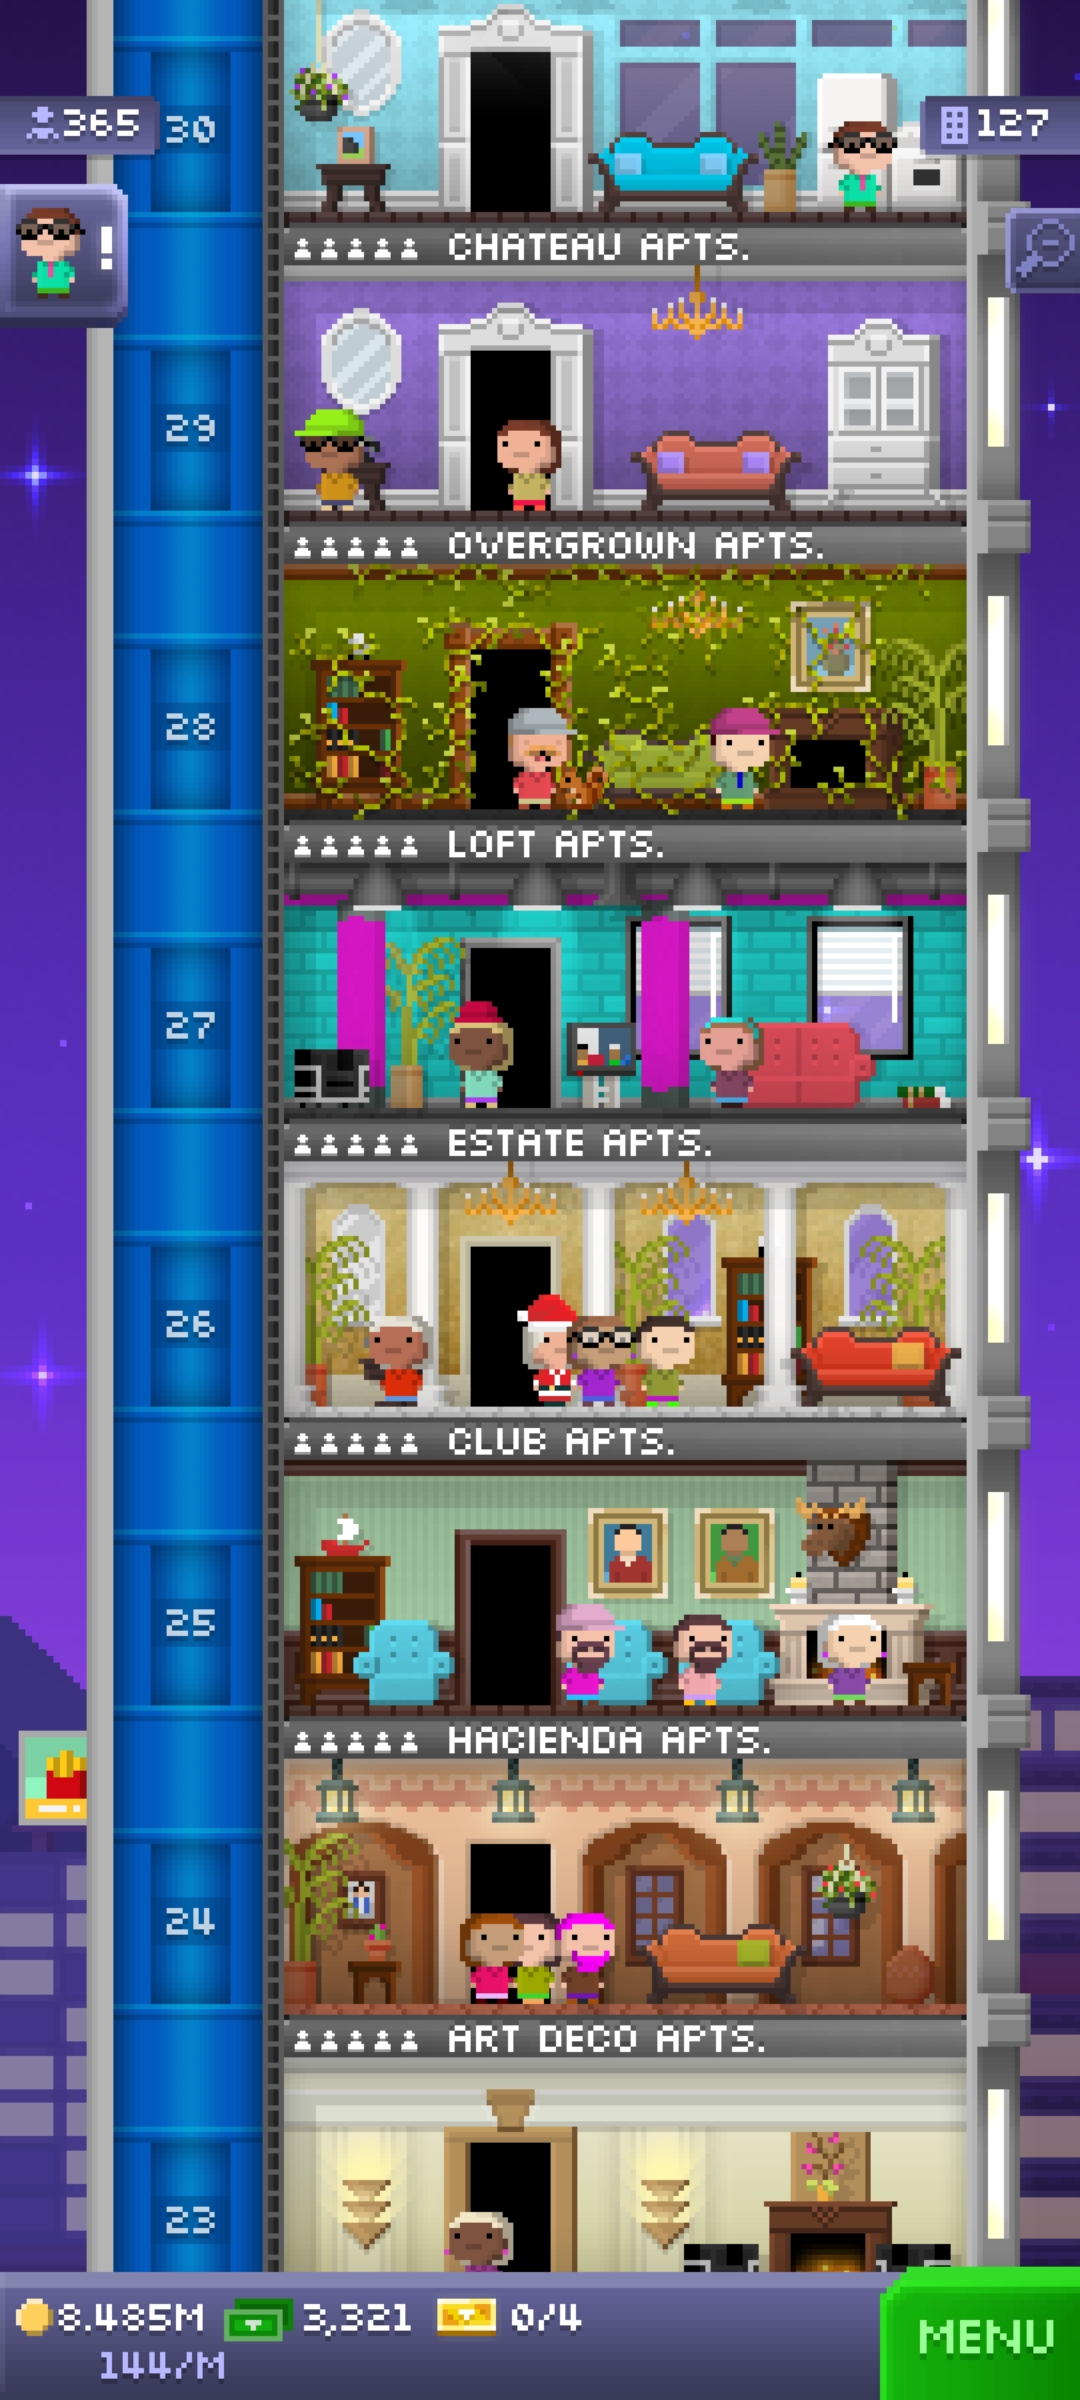 365
30
127
!
CHATEAU APTS.
29
OVERGROWN APTS.
28
LOFT APTS.
27
ESTATE APTS.
26
CLUB APTS.
25
HACIENDA APTS.
24
ART DECO APTS.
23
8.485M 3,321 0/4
144/M
MENU